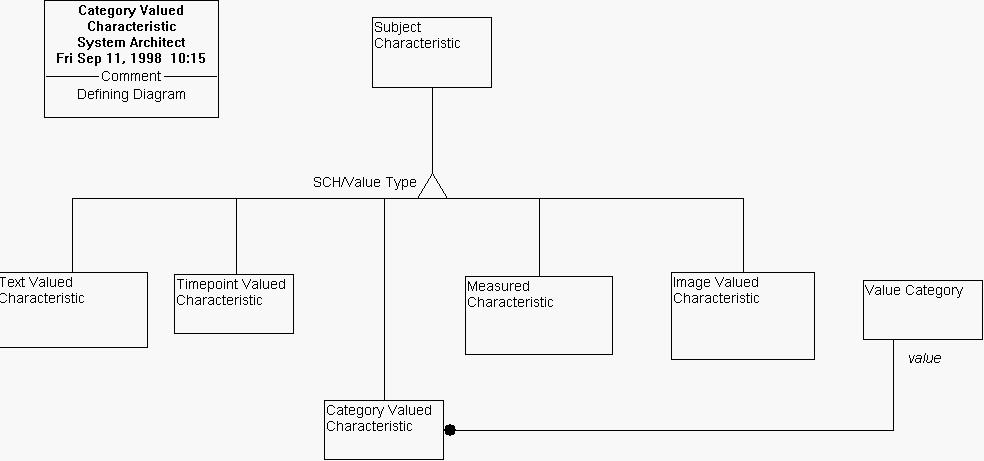 Category Valued
Characteristic
System Architect
Fri Sep 11, 1998 10:15
Comment
Defining Diagram
Subject
Characteristic
SCH/Value Type
Text Valued
Characteristic
Timepoint Valued
Characteristic
Measured
Characteristic
Image Valued
Characteristic
Value Category
value
Category Valued
Characteristic